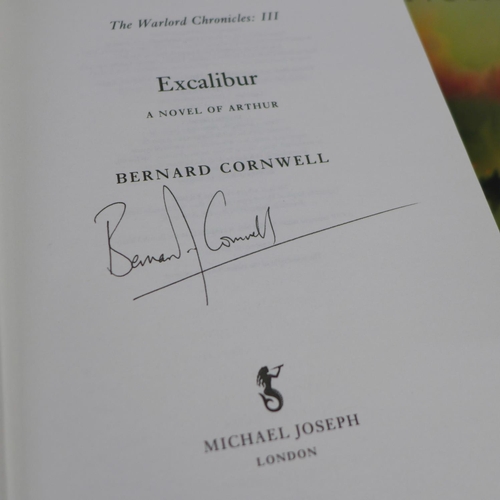 The Warlord Chronicles: III
Excalibur
A NOVEL OF ARTHUR
BERNARD CORNWELL
Bernard Cornwell
MICHAEL JOSEPH
LONDON